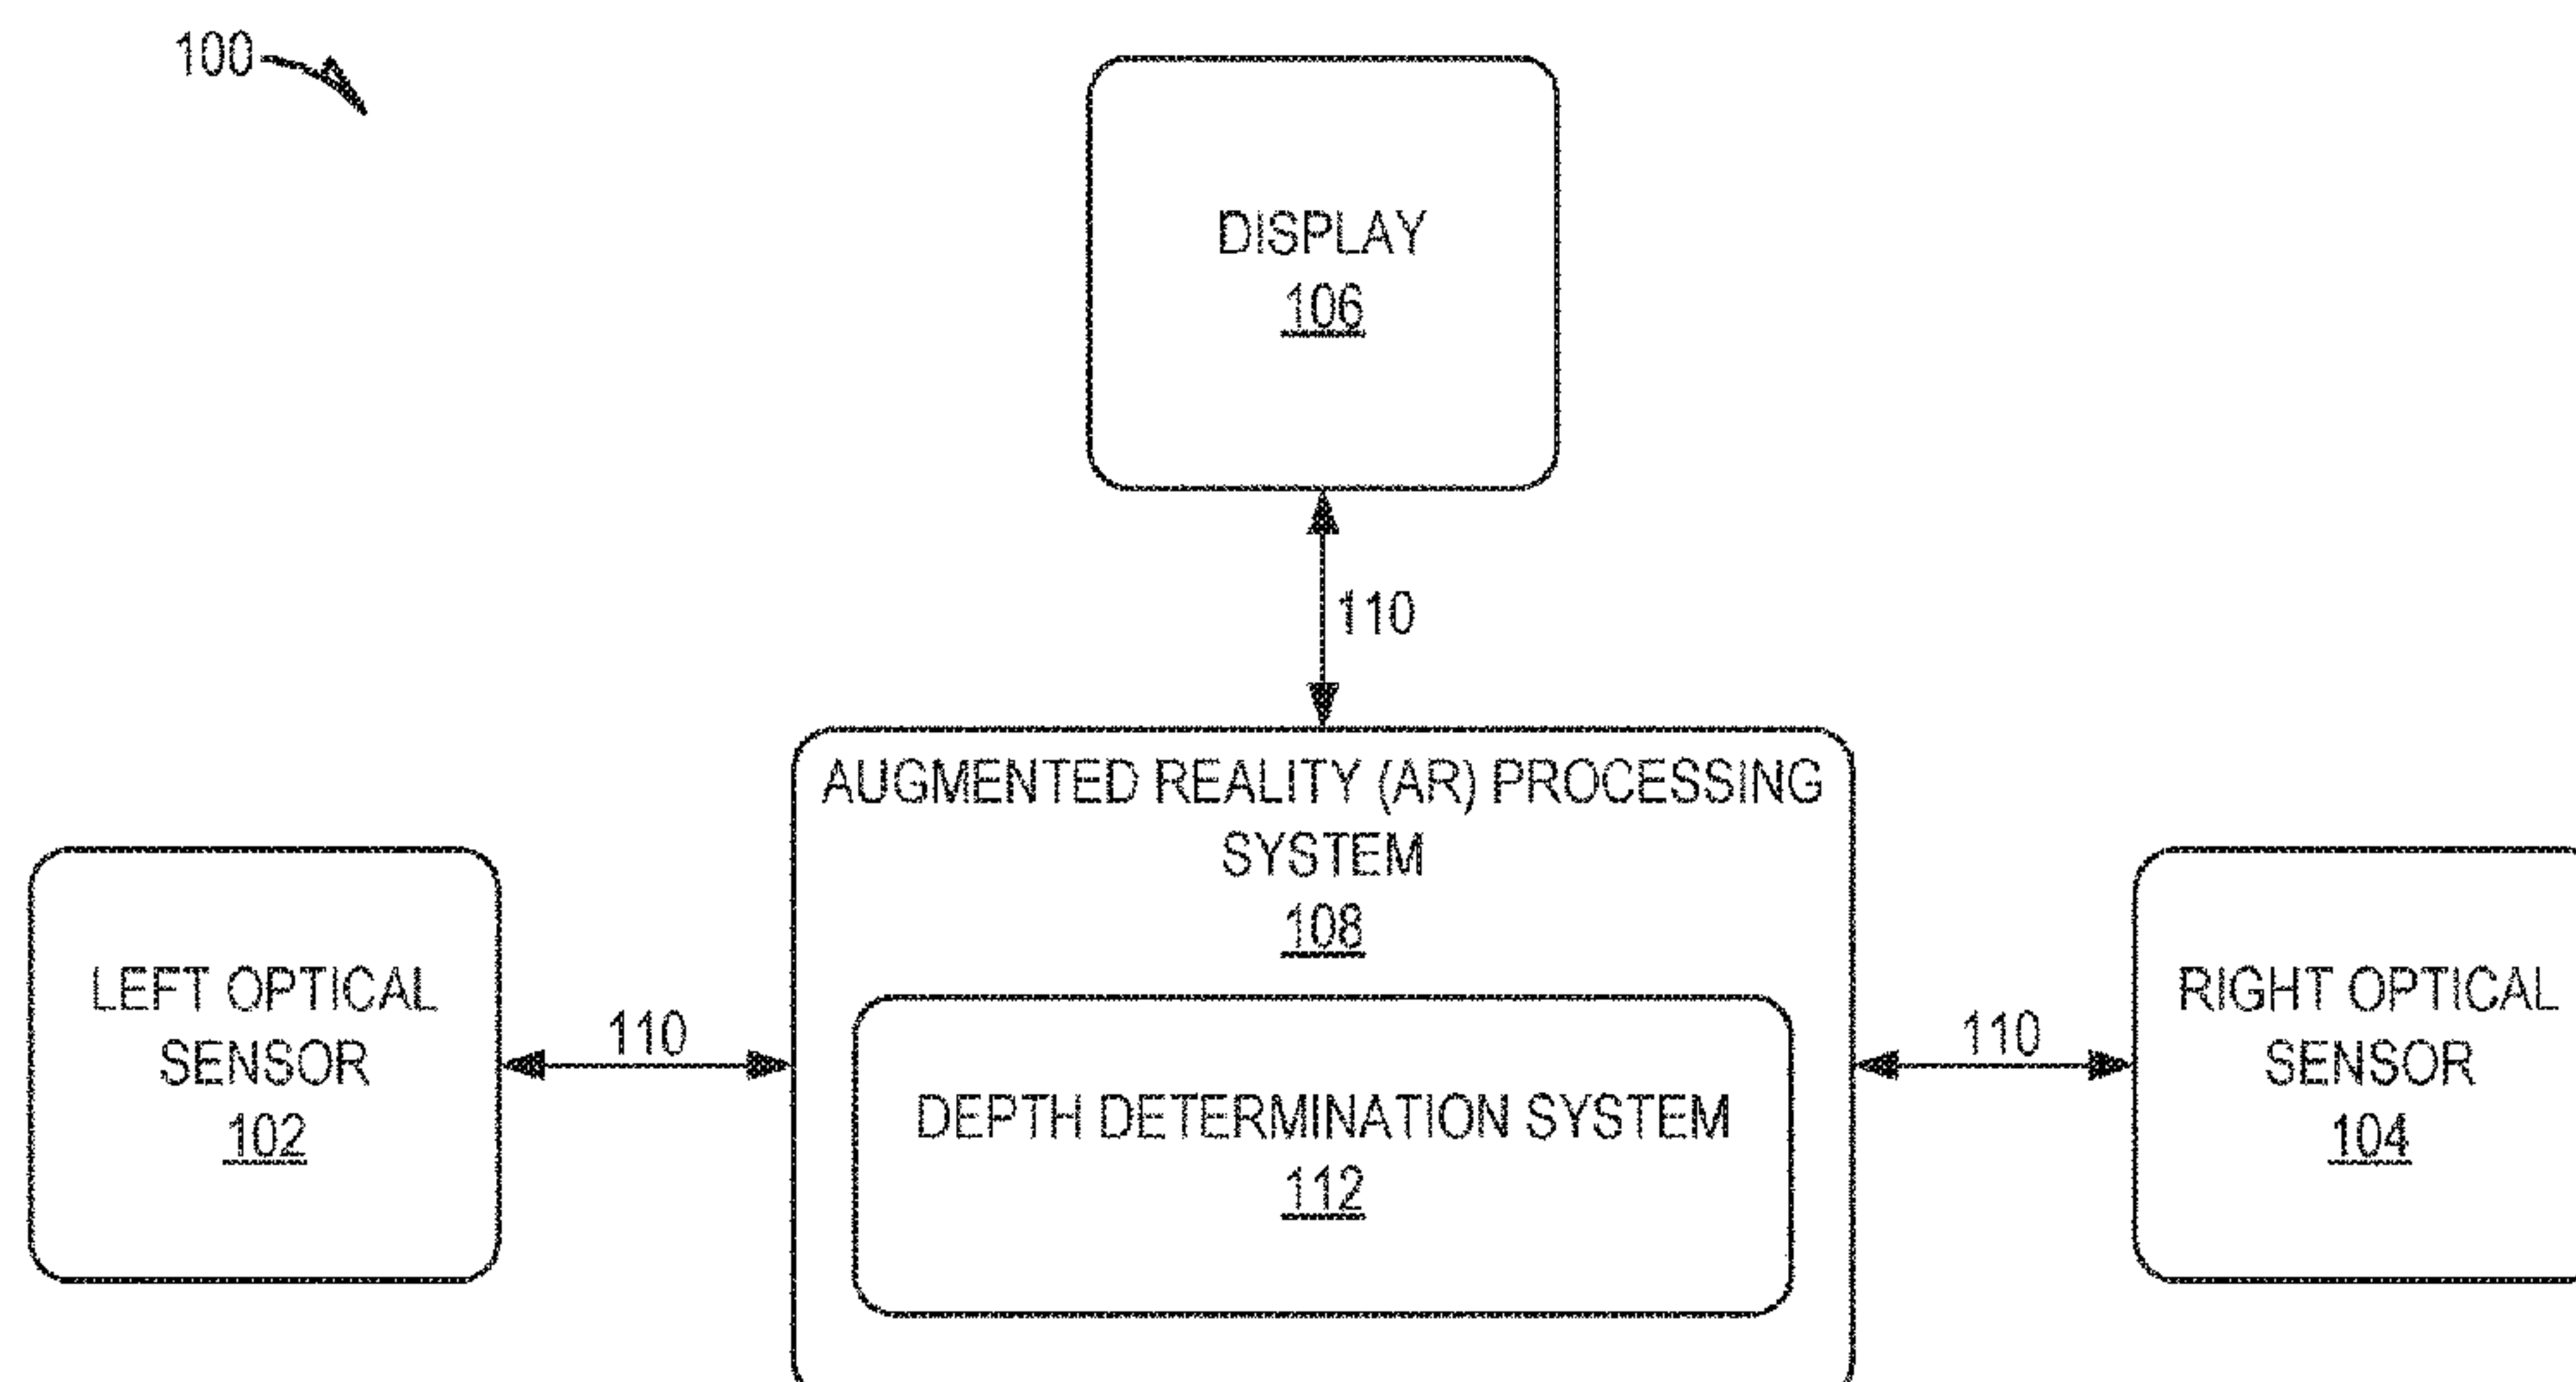 100
DISPLAY
106
110
AUGMENTED REALITY (AR) PROCESSING
SYSTEM
108
LEFT OPTICAL
SENSOR
102
110
DEPTH DETERMINATION SYSTEM
112
110
RIGHT OPTICAL
SENSOR
104